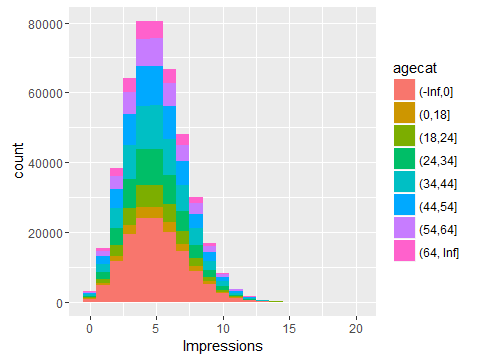 80000
60000
40000
20000
0
count
0 5 10 15 20
Impressions
agecat
(-Inf,0]
(0,18]
(18,24]
(24,34]
(34,44]
(44,54]
(54,64]
(64, Inf]